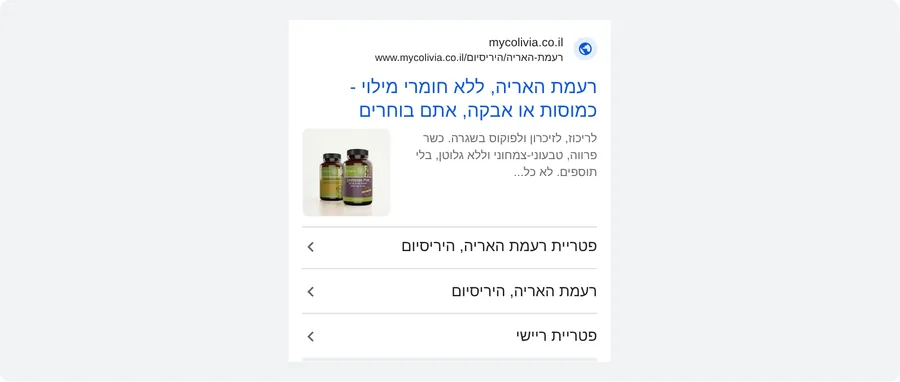 mycolivia.co.il
www.mycolivia.co.il/רעמת-האריה/היריסיום
רעמת האריה, ללא חומרי מילוי -
כמוסות או אבקה, אתם בוחרים
לריכוז, לזיכרון ולפוקוס בשגרה. כשר
פרווה, טבעוני-צמחוני וללא גלוטן, בלי
תוספים. לא כל...
פטריית רעמת האריה, היריסיום
רעמת האריה, היריסיום
פטריית ריישי